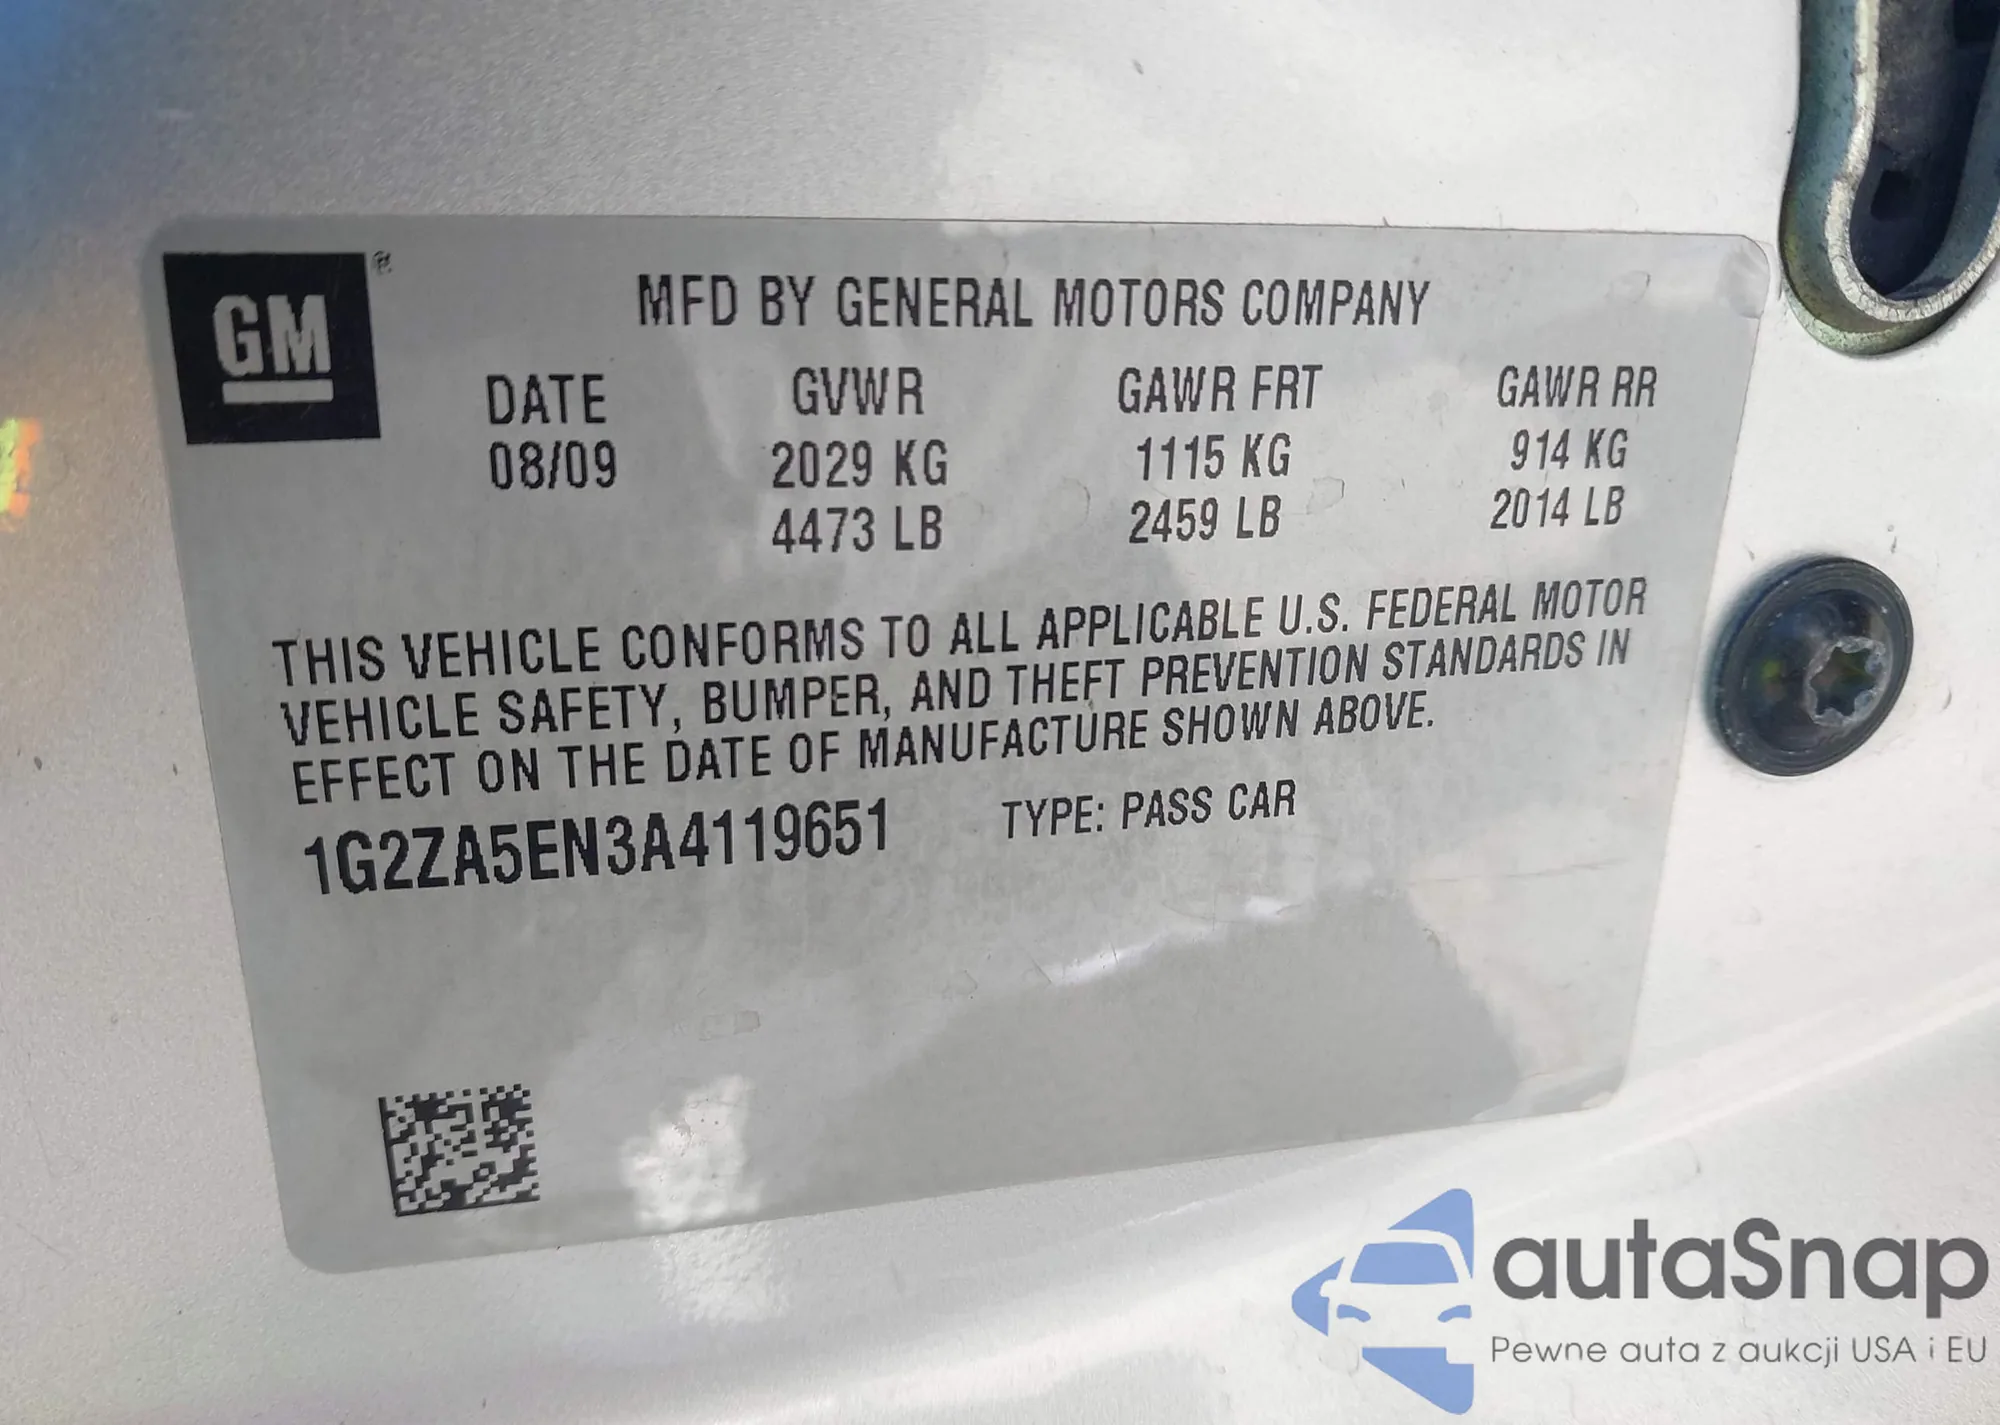 GM ®
MFD BY GENERAL MOTORS COMPANY
DATE GVWR GAWR FRT GAWR RR
08/09 2029 KG 1115 KG 914 KG
4473 LB 2459 LB 2014 LB
THIS VEHICLE CONFORMS TO ALL APPLICABLE U.S. FEDERAL MOTOR
VEHICLE SAFETY, BUMPER, AND THEFT PREVENTION STANDARDS IN
EFFECT ON THE DATE OF MANUFACTURE SHOWN ABOVE.
1G2ZA5EN3A4119651 TYPE: PASS CAR
autaSnap
Pewne auta z aukcji USA i EU